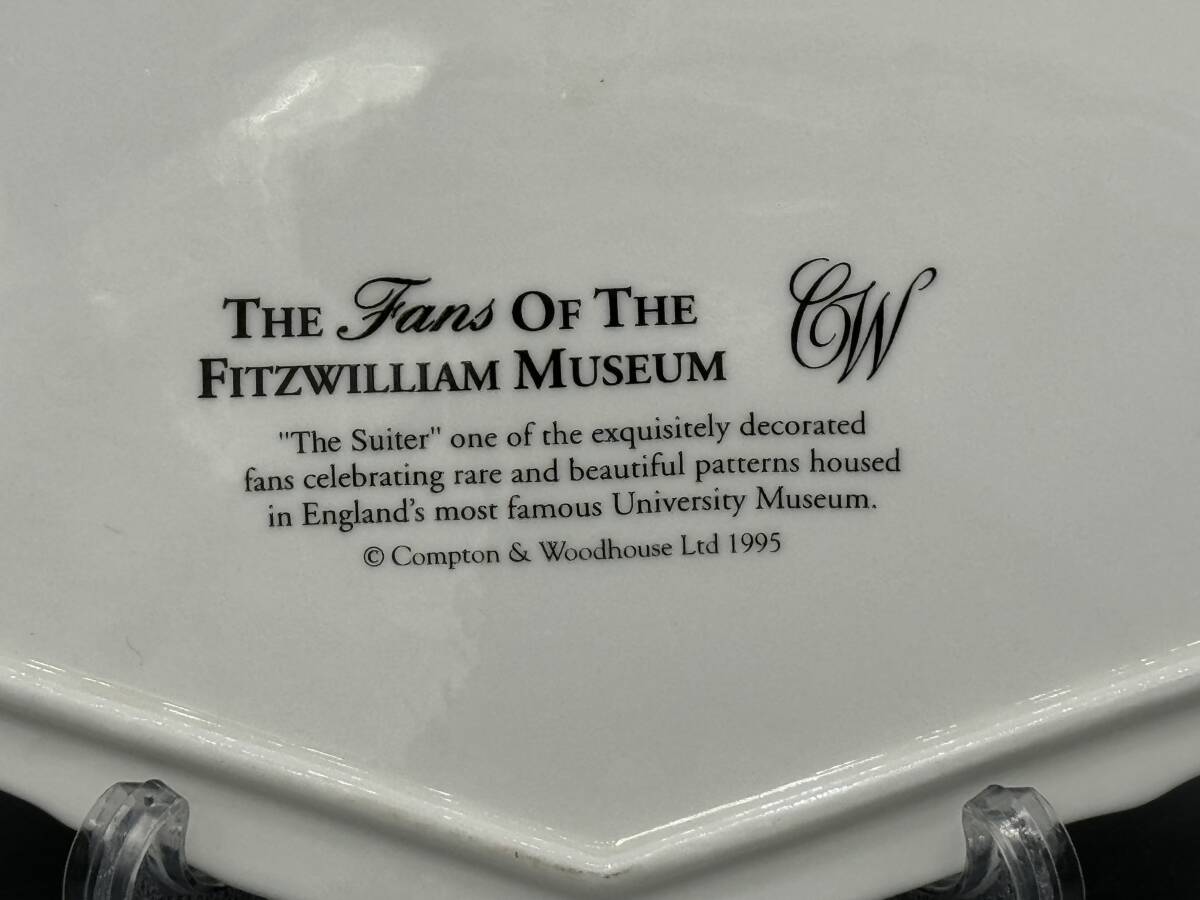 THE Fans OF THE
FITZWILLIAM MUSEUM
CW
"The Suiter" one of the exquisitely decorated
fans celebrating rare and beautiful patterns housed
in England's most famous University Museum.
© Compton & Woodhouse Ltd 1995